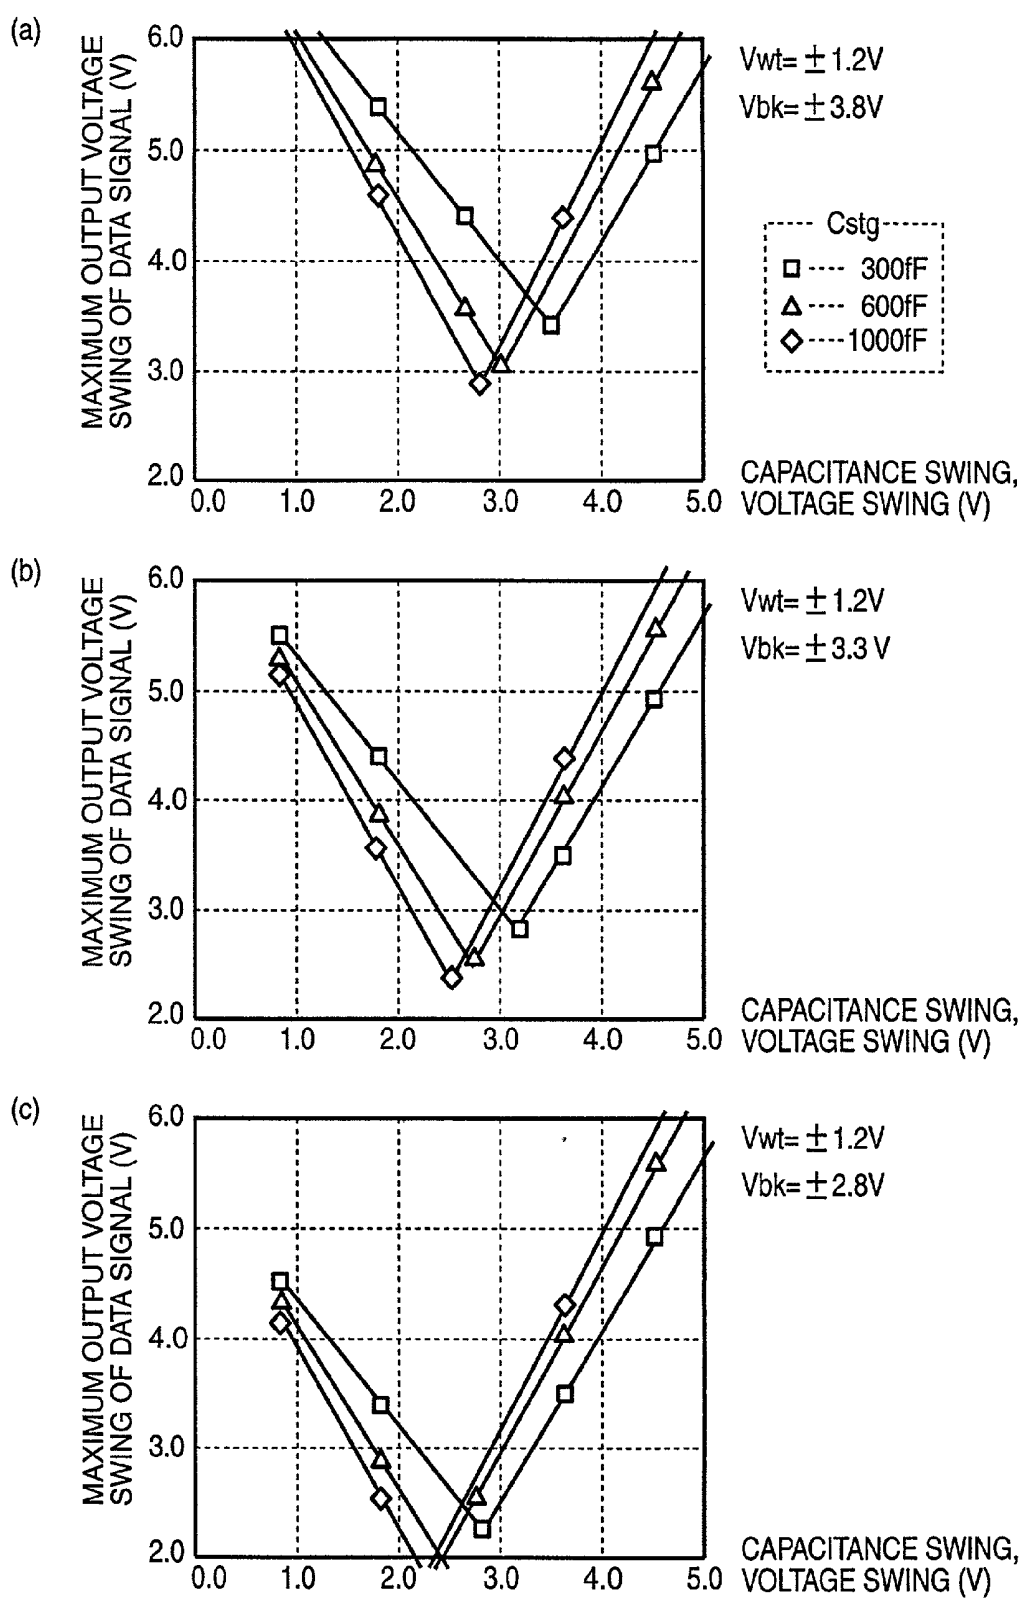 (a)
MAXIMUM OUTPUT VOLTAGE
SWING OF DATA SIGNAL (V)
6.0
5.0
4.0
3.0
2.0
0.0 1.0 2.0 3.0 4.0 5.0
CAPACITANCE SWING,
VOLTAGE SWING (V)
Vwt= ±1.2V
Vbk= ±3.8V
Cstg
300fF
600fF
1000fF
(b)
MAXIMUM OUTPUT VOLTAGE
SWING OF DATA SIGNAL (V)
6.0
5.0
4.0
3.0
2.0
0.0 1.0 2.0 3.0 4.0 5.0
CAPACITANCE SWING,
VOLTAGE SWING (V)
Vwt= ±1.2V
Vbk= ±3.3 V
(c)
MAXIMUM OUTPUT VOLTAGE
SWING OF DATA SIGNAL (V)
6.0
5.0
4.0
3.0
2.0
0.0 1.0 2.0 3.0 4.0 5.0
CAPACITANCE SWING,
VOLTAGE SWING (V)
Vwt= ±1.2V
Vbk= ±2.8V